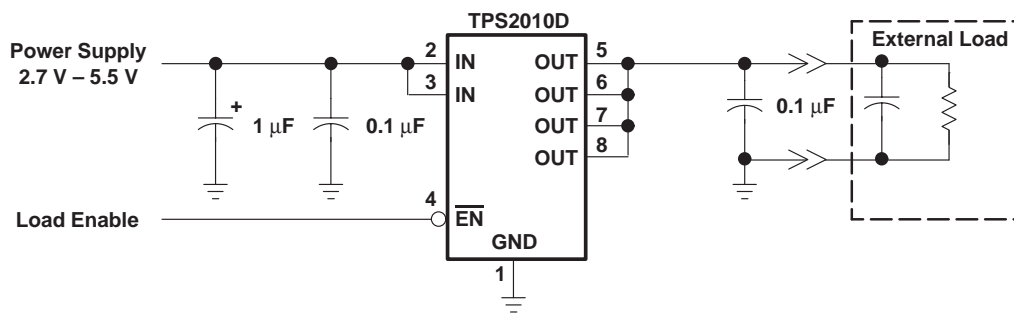 TPS2010D
Power Supply
2.7 V – 5.5 V
2 IN
3 IN
OUT 5
OUT 6
OUT 7
OUT 8
+
1 μF
0.1 μF
0.1 μF
External Load
Load Enable
4 EN
GND
1